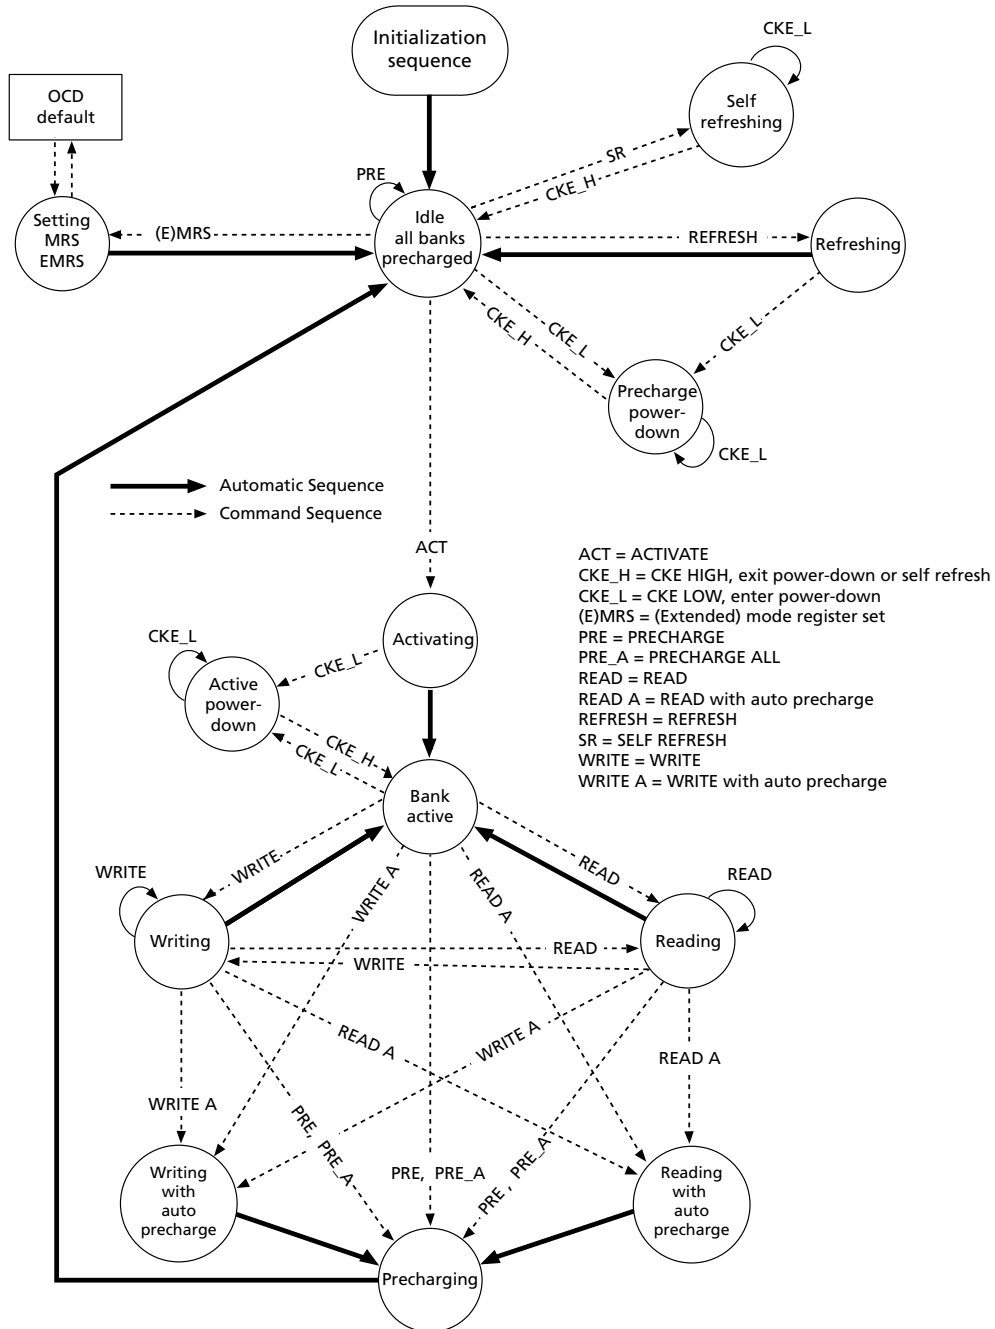 Initialization
sequence
CKE_L
OCD
default
Self
refreshing
SR
CKE_H
PRE
Setting
MRS
EMRS
(E)MRS
Idle
all banks
precharged
REFRESH
Refreshing
CKE_H
CKE_L
CKE_L
Precharge
power-
down
CKE_L
Automatic Sequence
Command Sequence
ACT
ACT = ACTIVATE
CKE_H = CKE HIGH, exit power-down or self refresh
CKE_L = CKE LOW, enter power-down
(E)MRS = (Extended) mode register set
PRE = PRECHARGE
PRE_A = PRECHARGE ALL
READ = READ
READ A = READ with auto precharge
REFRESH = REFRESH
SR = SELF REFRESH
WRITE = WRITE
WRITE A = WRITE with auto precharge
Activating
CKE_L
CKE_L
Active
power-
down
CKE_H
CKE_L
Bank
active
WRITE
WRITE
WRITE A
READ A
READ
READ
Writing
READ
WRITE
Reading
READ A
WRITE A
READ A
WRITE A
PRE, PRE_A
PRE, PRE_A
PRE , PRE_A
Writing
with
auto
precharge
Reading
with
auto
precharge
Precharging